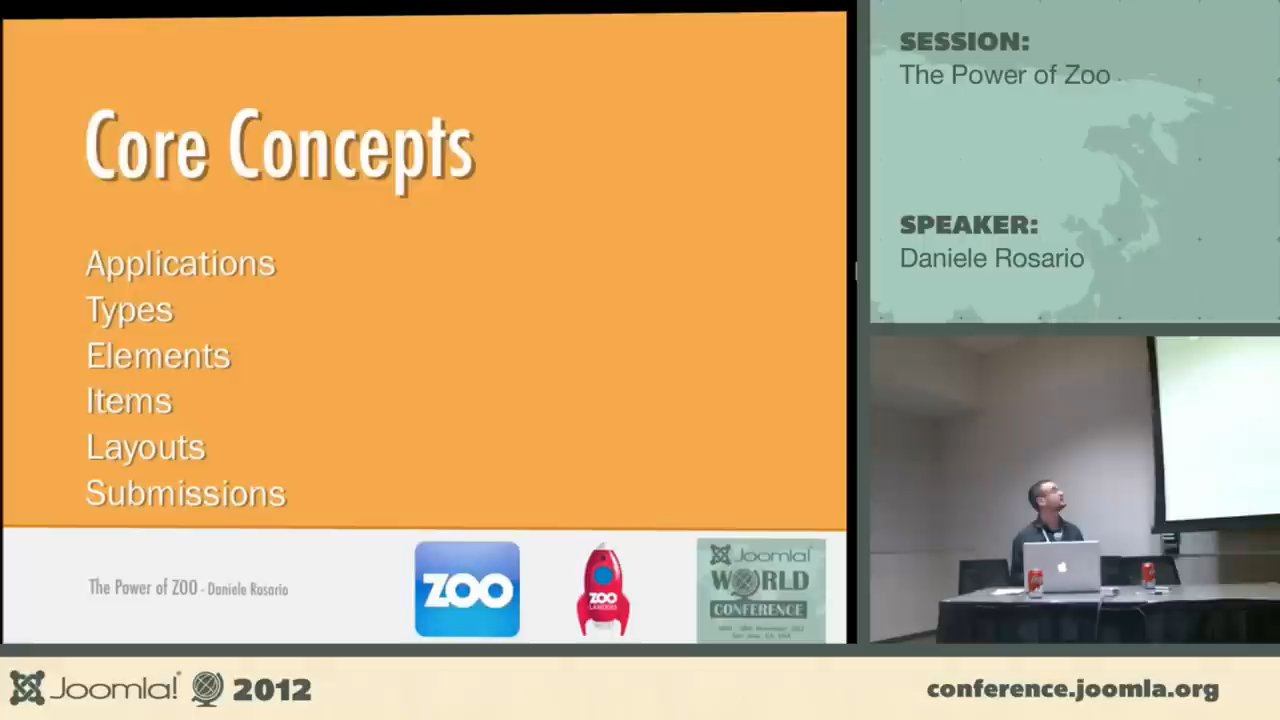 Core Concepts
Applications
Types
Elements
Items
Layouts
Submissions
The Power of ZOO - Daniele Rosario
ZOO
ZOO
LANDERS
Joomla!
WORLD
CONFERENCE
SESSION:
The Power of Zoo
SPEAKER:
Daniele Rosario
Joomla! 2012
conference.joomla.org